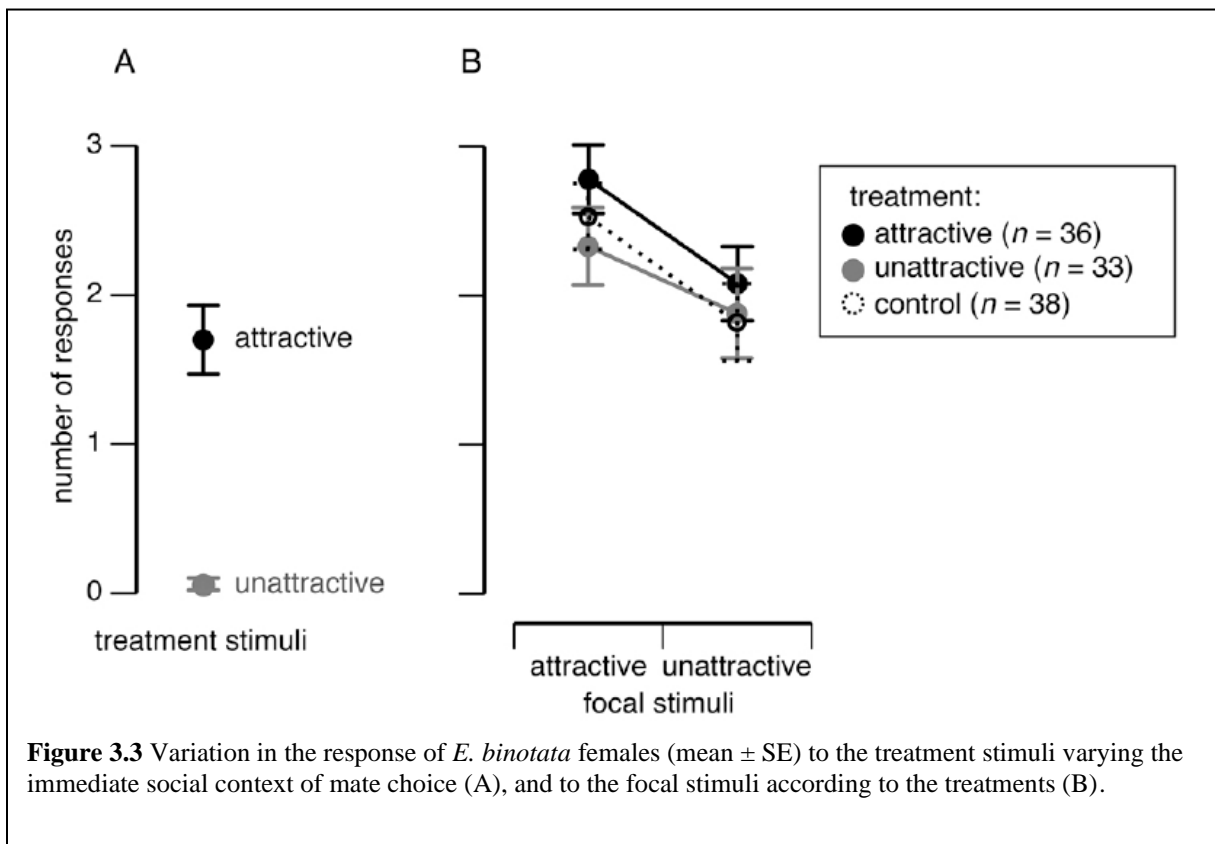 A
B
3
2
1
0
number of responses
attractive
unattractive
treatment stimuli
attractive unattractive
focal stimuli
treatment:
attractive (n = 36)
unattractive (n = 33)
control (n = 38)
Figure 3.3 Variation in the response of E. binotata females (mean ± SE) to the treatment stimuli varying the
immediate social context of mate choice (A), and to the focal stimuli according to the treatments (B).